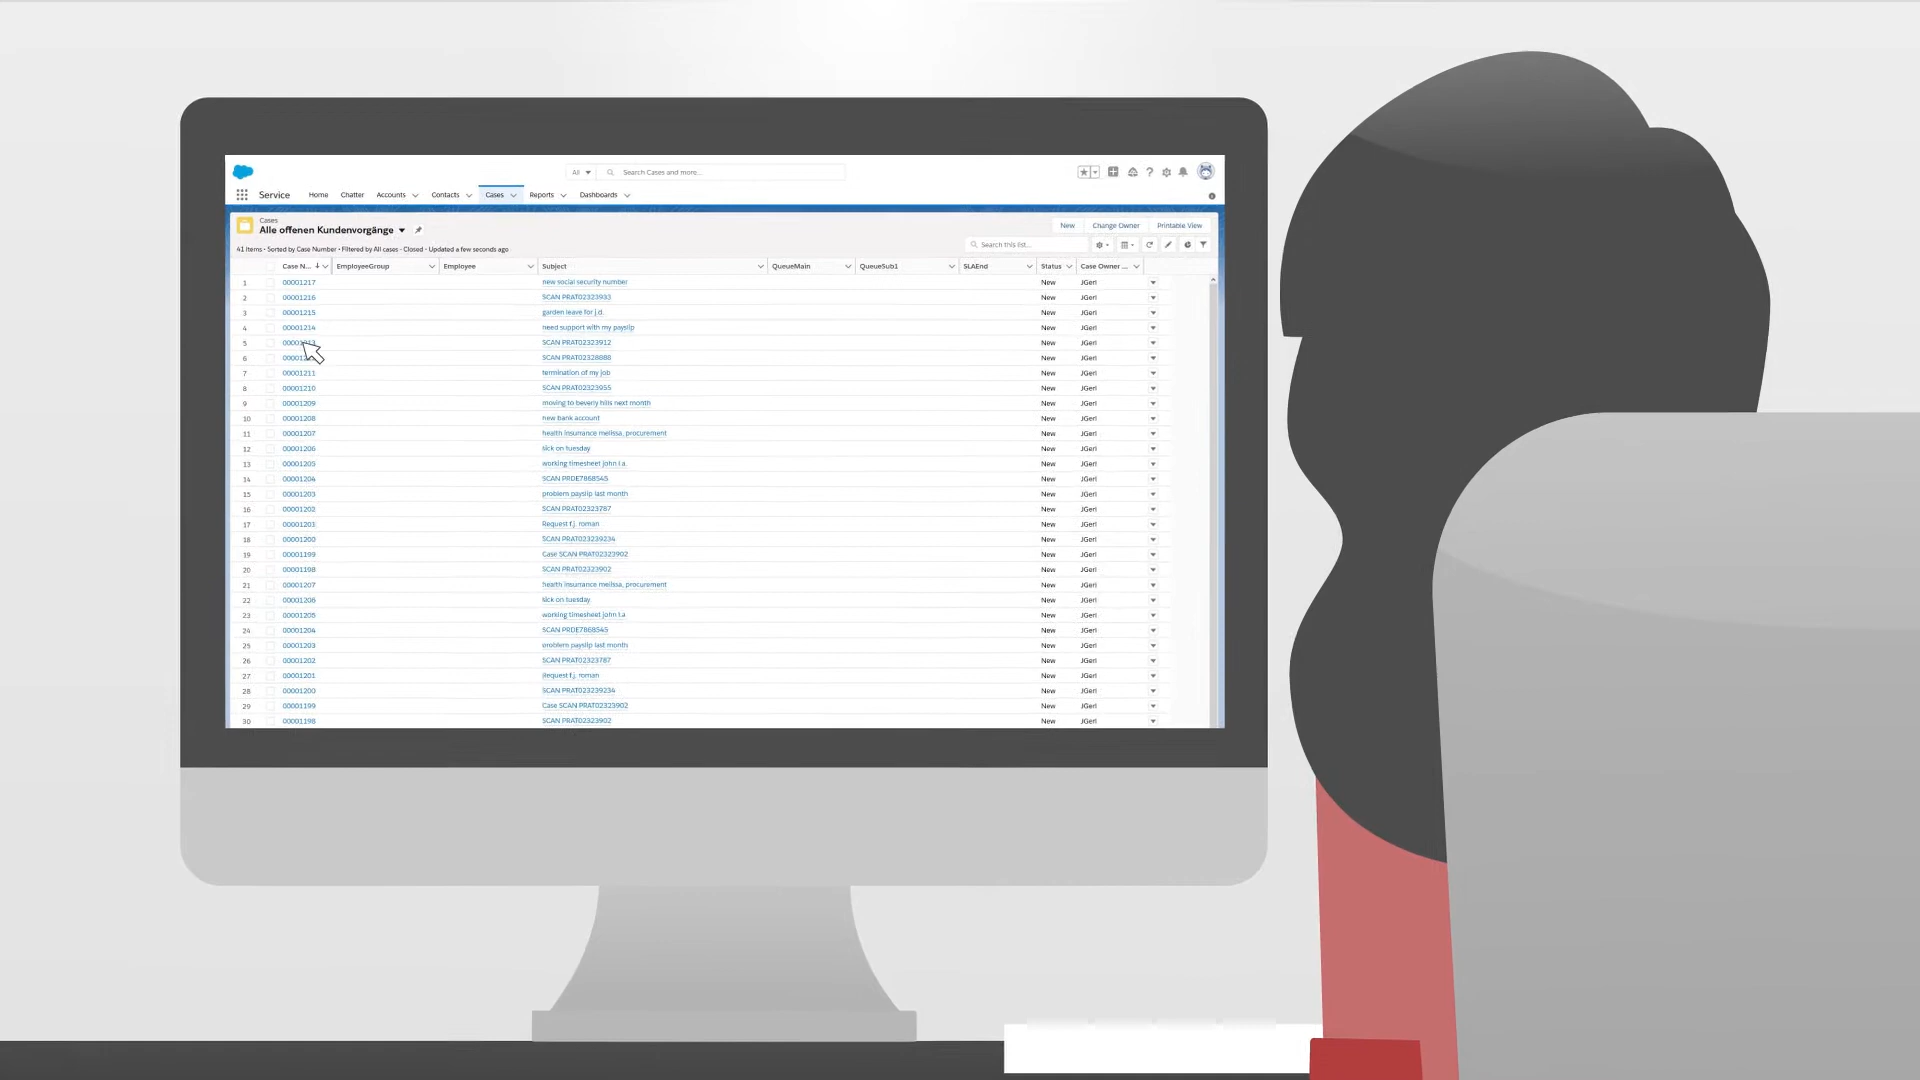 All Search Cases and more...
Service Home Chatter Accounts Contacts Cases Reports Dashboards
Cases
Alle offenen Kundenvorgänge
New Change Owner Printable View
41 items • Sorted by Case Number • Filtered by All cases - Closed • Updated a few seconds ago
Search this list...
Case N... EmployeeGroup Employee Subject QueueMain QueueSub1 SLAEnd Status Case Owner ...
1 00001217 new social security number New JGerl
2 00001216 SCAN PRAT02323933 New JGerl
3 00001215 garden leave for j.d. New JGerl
4 00001214 need support with my payslip New JGerl
5 SCAN PRAT02323912 New JGerl
6 SCAN PRAT02328888 New JGerl
7 00001211 termination of my job New JGerl
8 00001210 SCAN PRAT02323955 New JGerl
9 00001209 moving to beverly hills next month New JGerl
10 00001208 new bank account New JGerl
11 00001207 health insurrance melissa, procurement New JGerl
12 00001206 sick on tuesday New JGerl
13 00001205 working timesheet john l.a. New JGerl
14 00001204 SCAN PRDE7868545 New JGerl
15 00001203 problem payslip last month New JGerl
16 00001202 SCAN PRAT02323787 New JGerl
17 00001201 Request f.j. roman New JGerl
18 00001200 SCAN PRAT023239234 New JGerl
19 00001199 Case SCAN PRAT02323902 New JGerl
20 00001198 SCAN PRAT02323902 New JGerl
21 00001207 health insurrance melissa, procurement New JGerl
22 00001206 sick on tuesday New JGerl
23 00001205 working timesheet john l.a New JGerl
24 00001204 SCAN PRDE7868545 New JGerl
25 00001203 problem payslip last month New JGerl
26 00001202 SCAN PRAT02323787 New JGerl
27 00001201 Request f.j. roman New JGerl
28 00001200 SCAN PRAT023239234 New JGerl
29 00001199 Case SCAN PRAT02323902 New JGerl
30 00001198 SCAN PRAT02323902 New JGerl